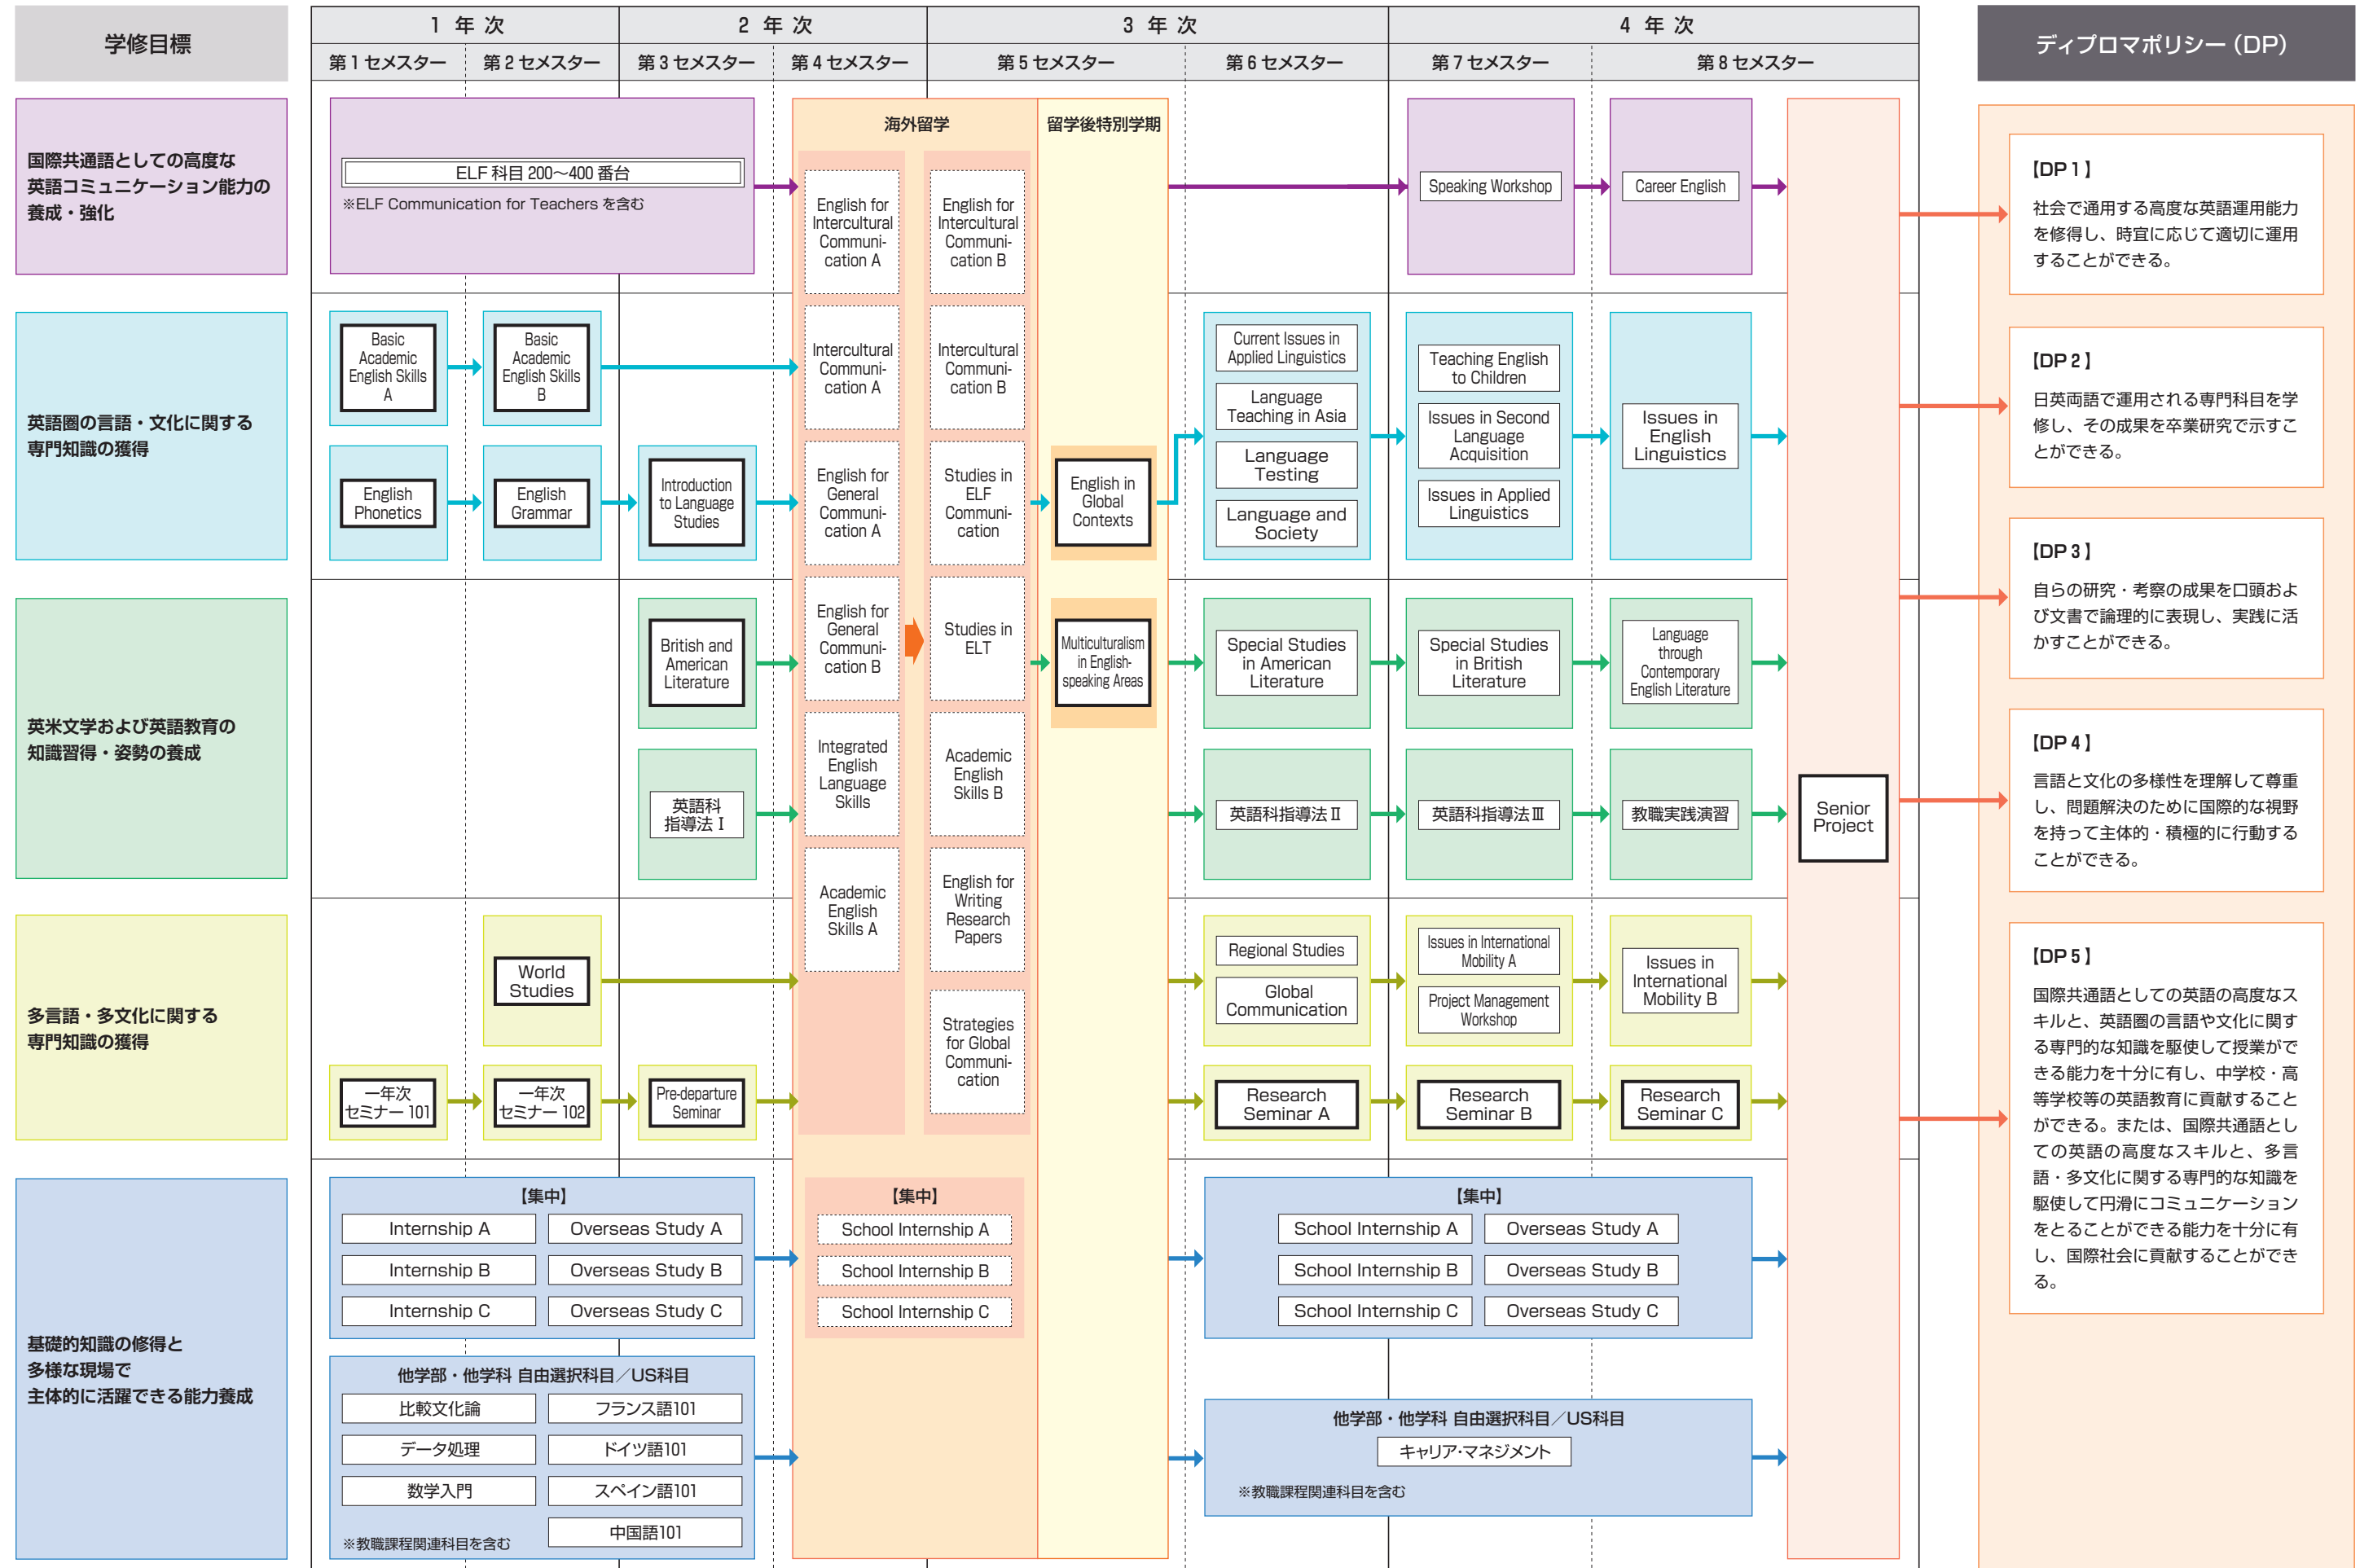 学修目標
1 年 次
2 年 次
3 年 次
4 年 次
第1セメスター
第2セメスター
第3セメスター
第4セメスター
第5セメスター
第6セメスター
第7セメスター
第8セメスター
ディプロマポリシー(DP)
国際共通語としての高度な
英語コミュニケーション能力の
養成・強化
ELF 科目 200〜400 番台
※ELF Communication for Teachers を含む
海外留学
留学後特別学期
English for
Intercultural
Communi-
cation A
English for
Intercultural
Communi-
cation B
Speaking Workshop
Career English
英語圏の言語・文化に関する
専門知識の獲得
Basic
Academic
English Skills
A
Basic
Academic
English Skills
B
English
Phonetics
English
Grammar
Introduction
to Language
Studies
Intercultural
Communi-
cation A
Intercultural
Communi-
cation B
English for
General
Communi-
cation A
Studies in
ELF
Communi-
cation
English in
Global
Contexts
Current Issues in
Applied Linguistics
Language
Teaching in Asia
Language
Testing
Language and
Society
Teaching English
to Children
Issues in Second
Language
Acquisition
Issues in Applied
Linguistics
Issues in
English
Linguistics
英米文学および英語教育の
知識習得・姿勢の養成
British and
American
Literature
英語科
指導法 Ⅰ
English for
General
Communi-
cation B
Studies in
ELT
Multiculturalism
in English-
speaking Areas
Integrated
English
Language
Skills
Academic
English
Skills B
Special Studies
in American
Literature
Special Studies
in British
Literature
Language
through
Contemporary
English Literature
英語科指導法Ⅱ
英語科指導法Ⅲ
教職実践演習
Senior
Project
多言語・多文化に関する
専門知識の獲得
World
Studies
一年次
セミナー 101
一年次
セミナー 102
Pre-departure
Seminar
Academic
English
Skills A
English for
Writing
Research
Papers
Strategies
for Global
Communi-
cation
Regional Studies
Global
Communication
Issues in International
Mobility A
Project Management
Workshop
Issues in
International
Mobility B
Research
Seminar A
Research
Seminar B
Research
Seminar C
基礎的知識の修得と
多様な現場で
主体的に活躍できる能力養成
【集中】
Internship A
Overseas Study A
Internship B
Overseas Study B
Internship C
Overseas Study C
【集中】
School Internship A
School Internship B
School Internship C
【集中】
School Internship A
Overseas Study A
School Internship B
Overseas Study B
School Internship C
Overseas Study C
他学部・他学科 自由選択科目/US科目
比較文化論
フランス語101
データ処理
ドイツ語101
数学入門
スペイン語101
中国語101
※教職課程関連科目を含む
他学部・他学科 自由選択科目/US科目
キャリア・マネジメント
※教職課程関連科目を含む
【DP 1】
社会で通用する高度な英語運用能力
を修得し、時宜に応じて適切に運用
することができる。
【DP 2】
日英両語で運用される専門科目を学
修し、その成果を卒業研究で示すこ
とができる。
【DP 3】
自らの研究・考察の成果を口頭およ
び文書で論理的に表現し、実践に活
かすことができる。
【DP 4】
言語と文化の多様性を理解して尊重
し、問題解決のために国際的な視野
を持って主体的・積極的に行動する
ことができる。
【DP 5】
国際共通語としての英語の高度なス
キルと、英語圏の言語や文化に関す
る専門的な知識を駆使して授業がで
きる能力を十分に有し、中学校・高
等学校等の英語教育に貢献すること
ができる。または、国際共通語とし
ての英語の高度なスキルと、多言
語・多文化に関する専門的な知識を
駆使して円滑にコミュニケーション
をとることができる能力を十分に有
し、国際社会に貢献することができ
る。